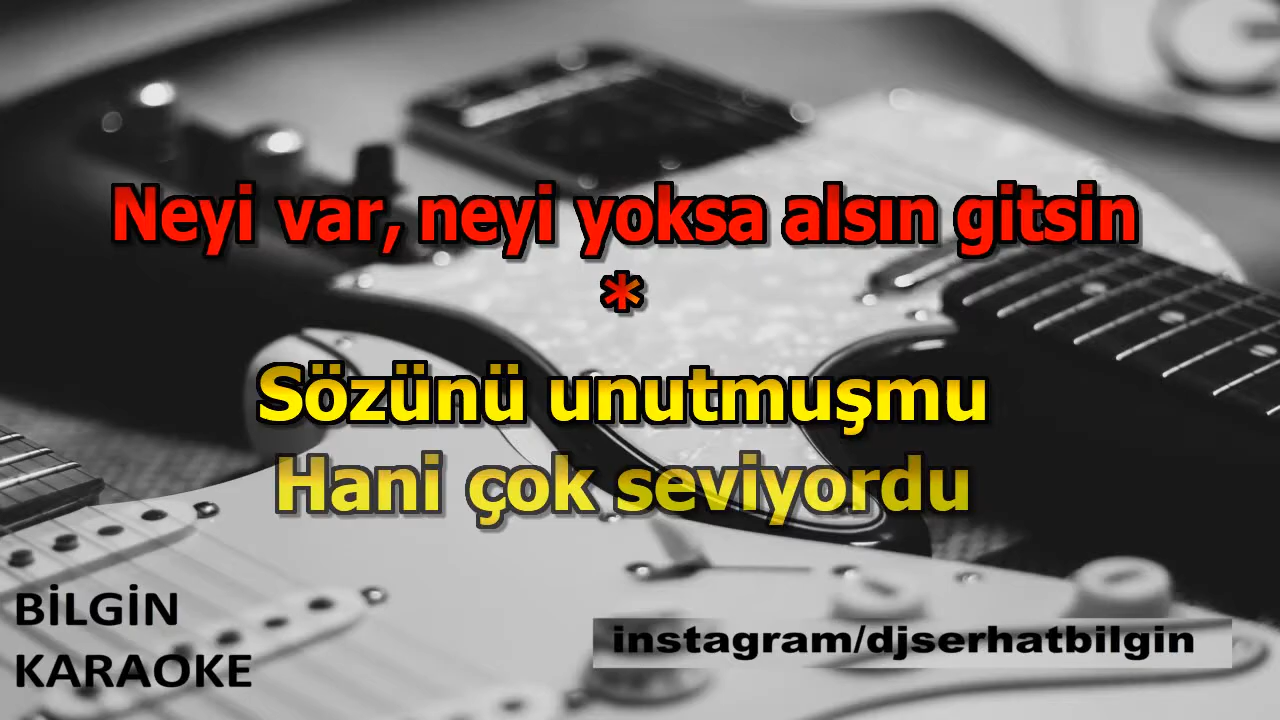 Neyi var, neyi yoksa alsın gitsin
*
Sözünü unutmuşmu
Hani çok seviyordu
BİLGİN
KARAOKE
instagram/djserhatbilgin